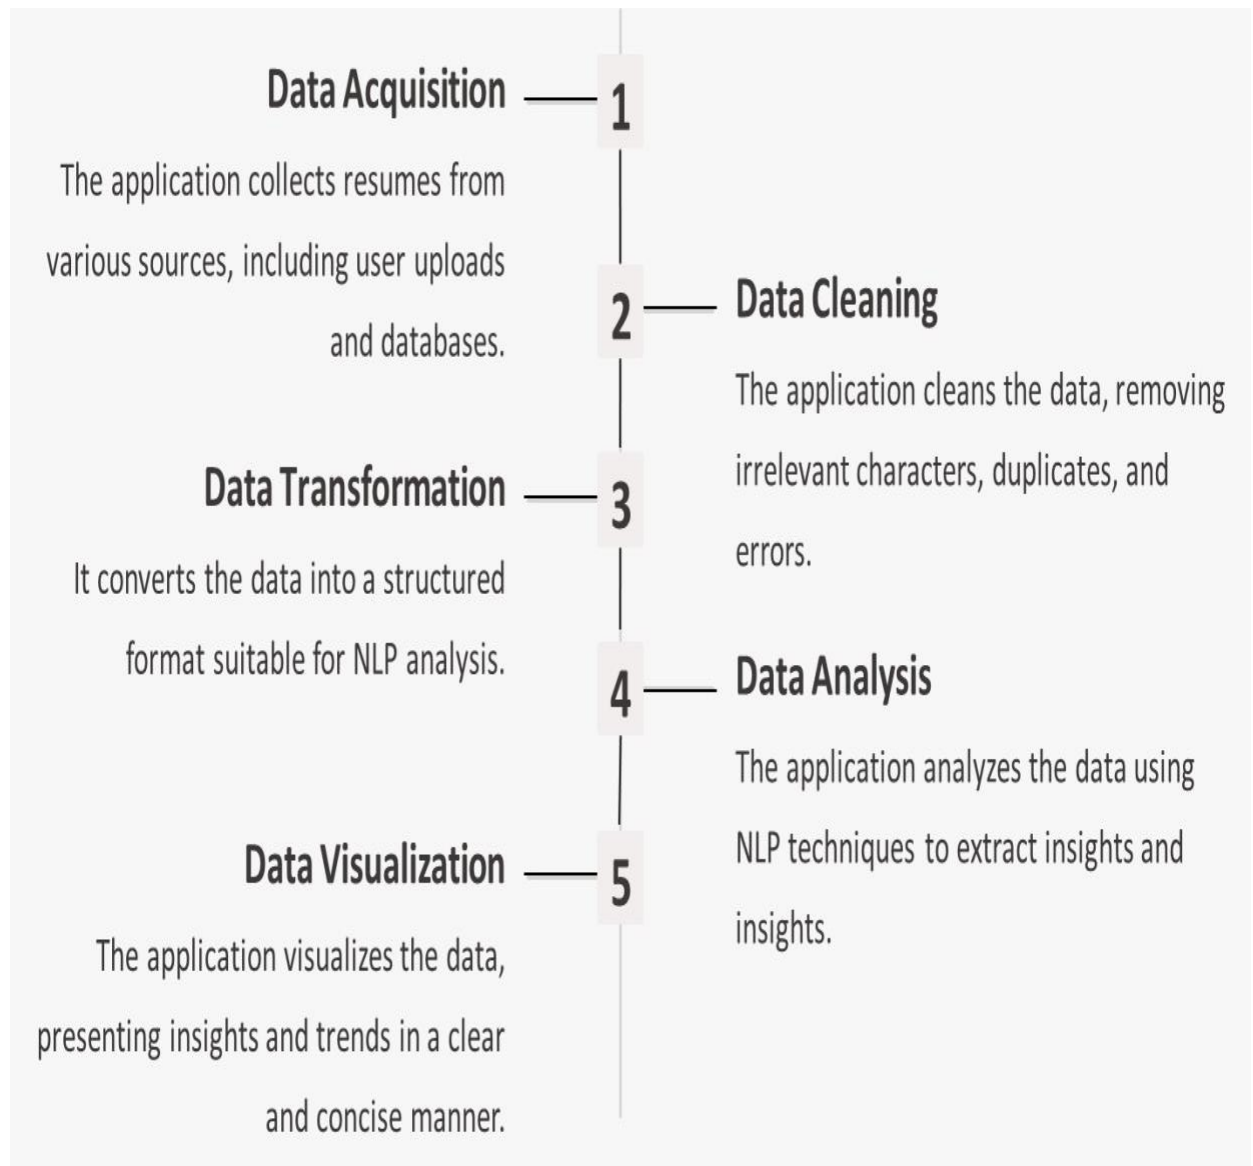 Data Acquisition
1
The application collects resumes from
various sources, including user uploads
and databases.
2
Data Cleaning
The application cleans the data, removing
irrelevant characters, duplicates, and
errors.
Data Transformation
3
It converts the data into a structured
format suitable for NLP analysis.
4
Data Analysis
The application analyzes the data using
NLP techniques to extract insights and
insights.
Data Visualization
5
The application visualizes the data,
presenting insights and trends in a clear
and concise manner.